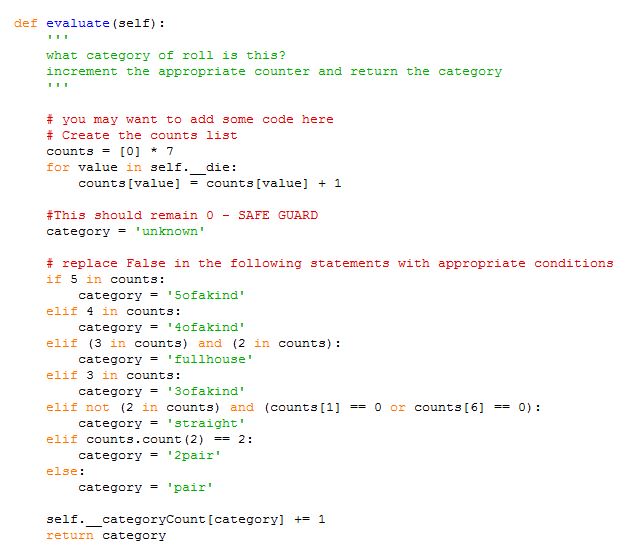 def evaluate(self):
    '''
    what category of roll is this?
    increment the appropriate counter and return the category
    '''

    # you may want to add some code here
    # Create the counts list
    counts = [0] * 7
    for value in self.__die:
        counts[value] = counts[value] + 1

    #This should remain 0 - SAFE GUARD
    category = 'unknown'

    # replace False in the following statements with appropriate conditions
    if 5 in counts:
        category = '5ofakind'
    elif 4 in counts:
        category = '4ofakind'
    elif (3 in counts) and (2 in counts):
        category = 'fullhouse'
    elif 3 in counts:
        category = '3ofakind'
    elif not (2 in counts) and (counts[1] == 0 or counts[6] == 0):
        category = 'straight'
    elif counts.count(2) == 2:
        category = '2pair'
    else:
        category = 'pair'

    self.__categoryCount[category] += 1
    return category